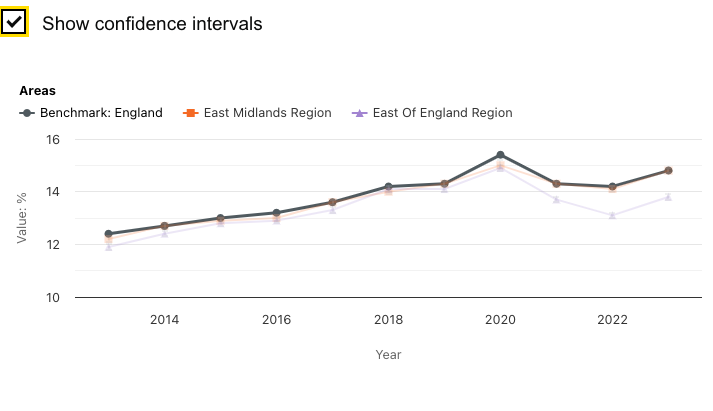 Show confidence intervals
Areas
Benchmark: England East Midlands Region East Of England Region
16
14
12
10
Value: %
2014 2016 2018 2020 2022
Year